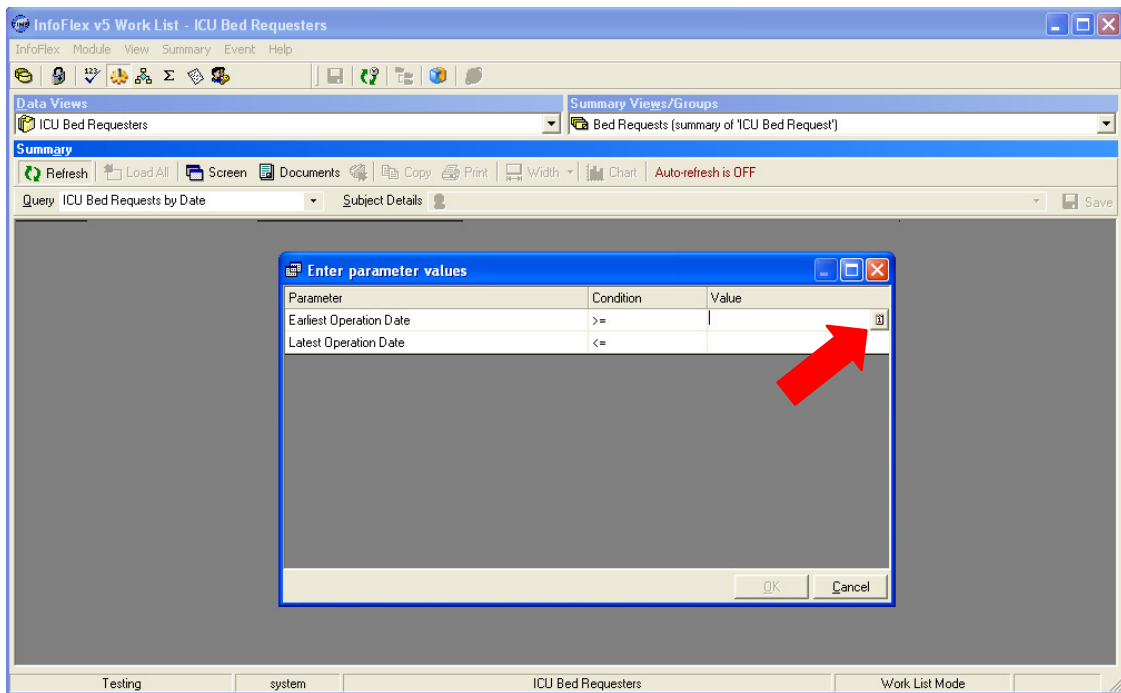 InfoFlex v5 Work List - ICU Bed Requesters
InfoFlex Module View Summary Event Help
Data Views
Summary Views/Groups
ICU Bed Requesters
Bed Requests (summary of 'ICU Bed Request')
Summary
Refresh Load All Screen Documents Copy Print Width Chart Auto-refresh is OFF
Query ICU Bed Requests by Date Subject Details Save
Enter parameter values
Parameter Condition Value
Earliest Operation Date >=
Latest Operation Date <=
OK Cancel
Testing system ICU Bed Requesters Work List Mode